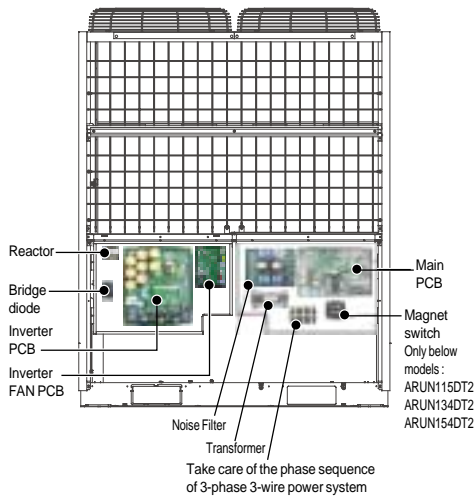 Reactor
Bridge
diode
Inverter
PCB
Inverter
FAN PCB
Noise Filter
Transformer
Take care of the phase sequence
of 3-phase 3-wire power system
Main
PCB
Magnet
switch
Only below
models :
ARUN115DT2
ARUN134DT2
ARUN154DT2